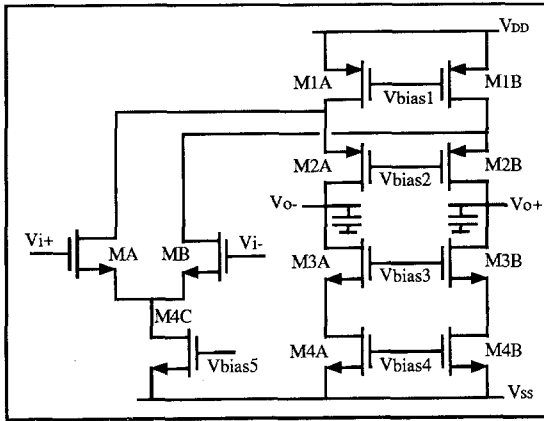 VDD
M1A Vbias1 M1B
M2A Vbias2 M2B
Vo- Vo+
Vi+ MA MB Vi-
M3A Vbias3 M3B
M4C
Vbias5
M4A Vbias4 M4B
VSS